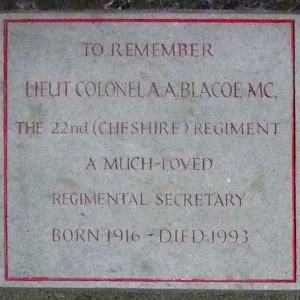 TO REMEMBER
LIEUT COLONEL A.A.BLACOE MC.
THE 22nd (CHESHIRE) REGIMENT
A MUCH-LOVED
REGIMENTAL SECRETARY
BORN 1916 - DIED 1993